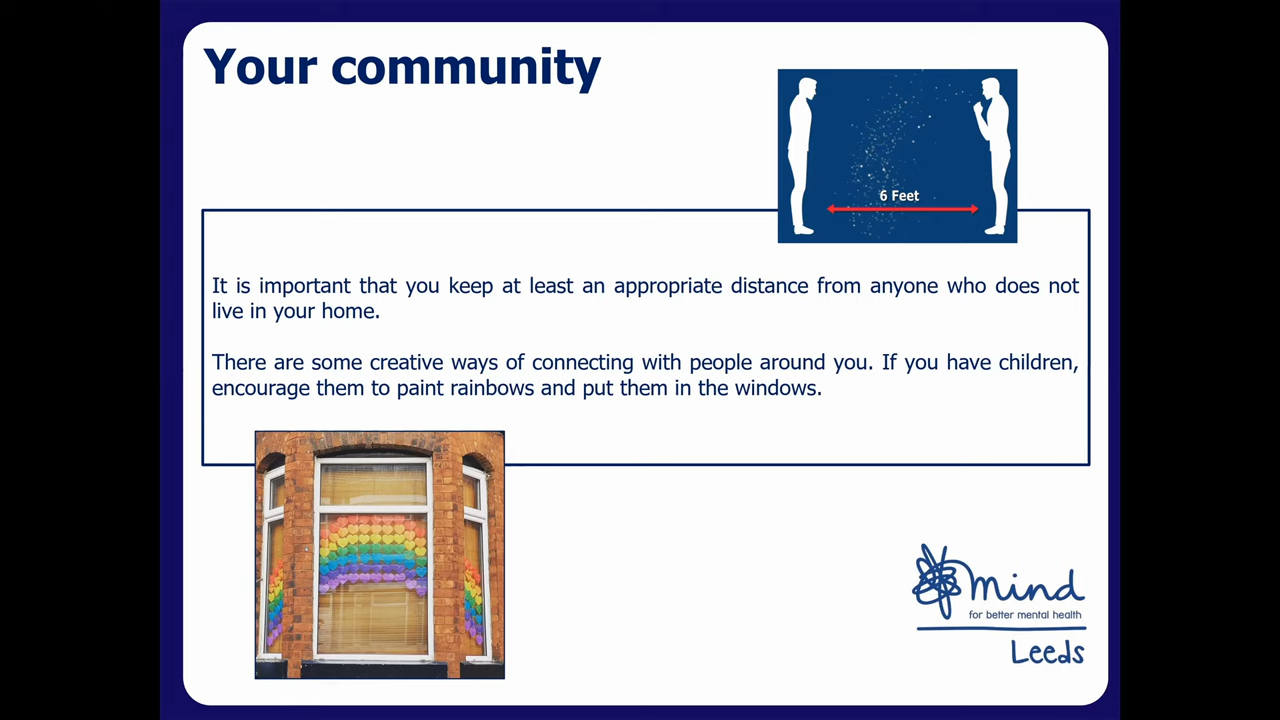 Your community
6 Feet
It is important that you keep at least an appropriate distance from anyone who does not
live in your home.
There are some creative ways of connecting with people around you. If you have children,
encourage them to paint rainbows and put them in the windows.
mind
for better mental health
Leeds